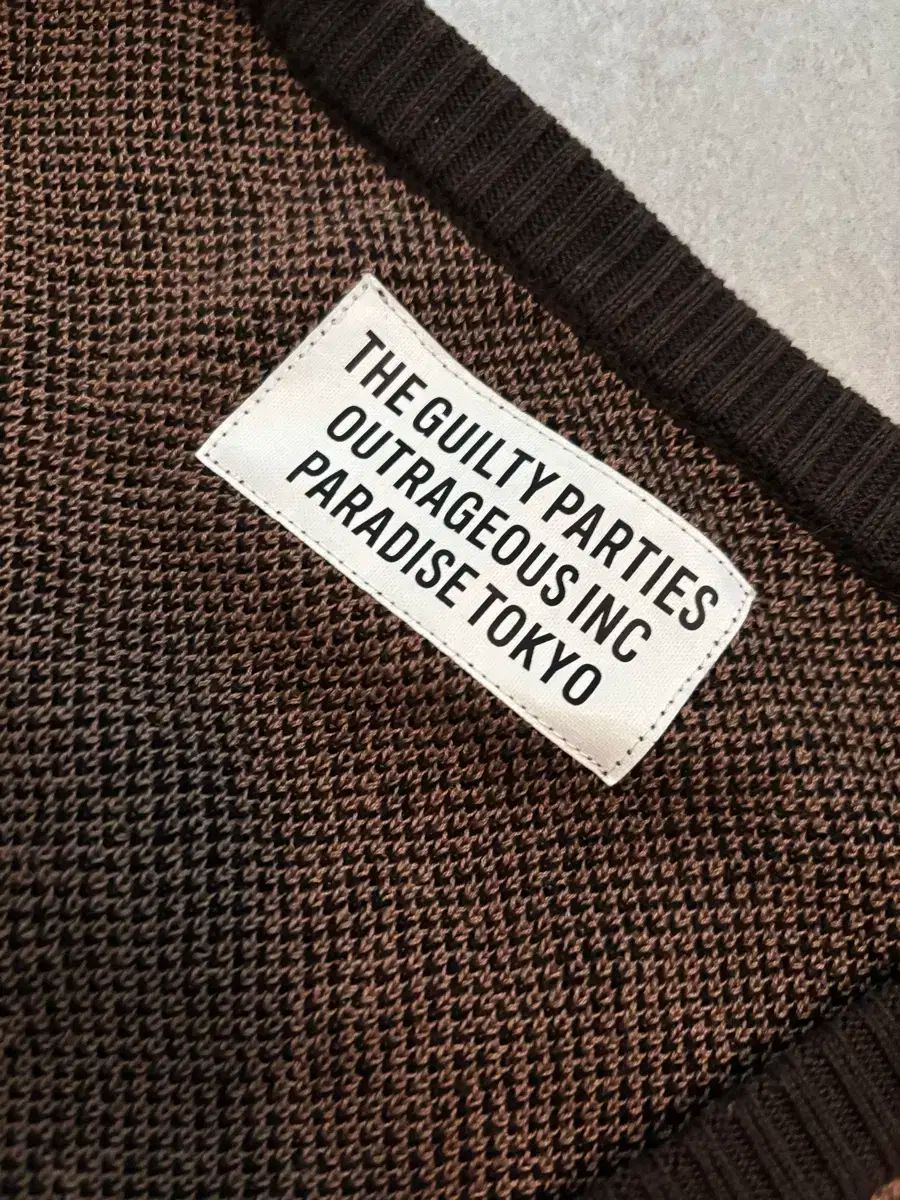 THE GUILTY PARTIES
OUTRAGEOUS INC
PARADISE TOKYO